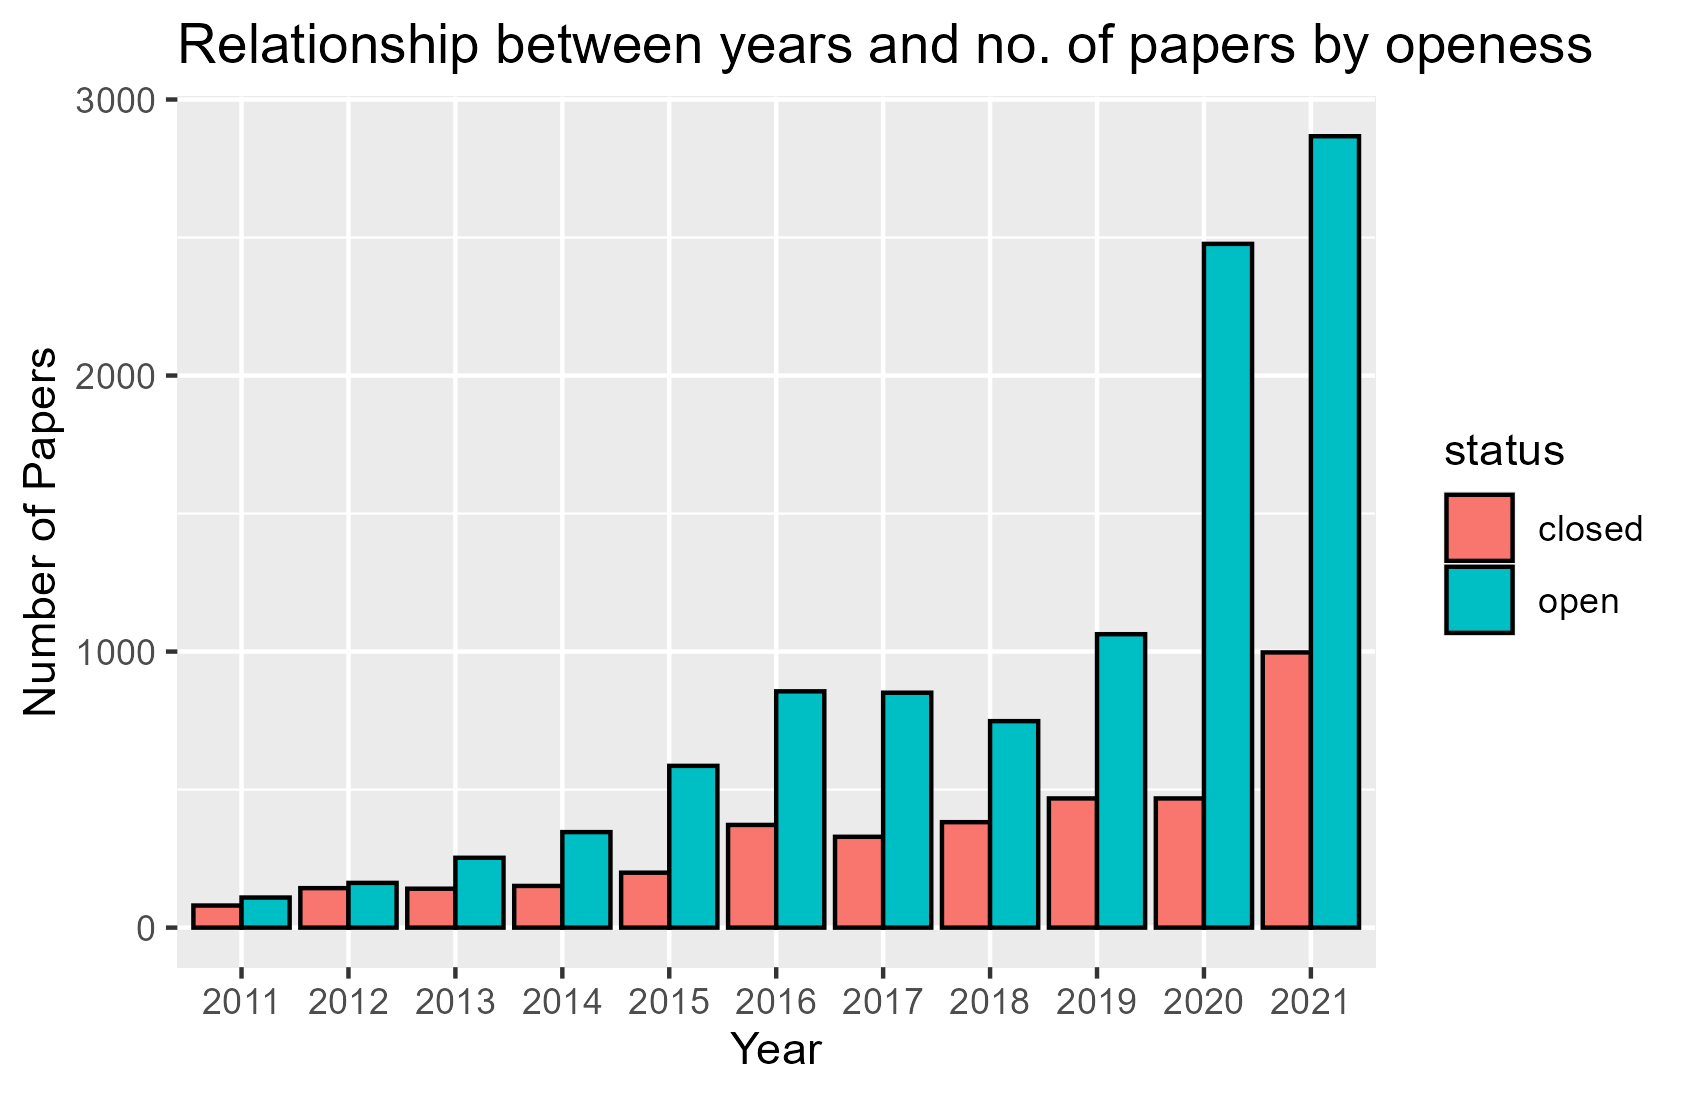 Relationship between years and no. of papers by openess
3000
2000
1000
0
Number of Papers
2011 2012 2013 2014 2015 2016 2017 2018 2019 2020 2021
Year
status
closed
open